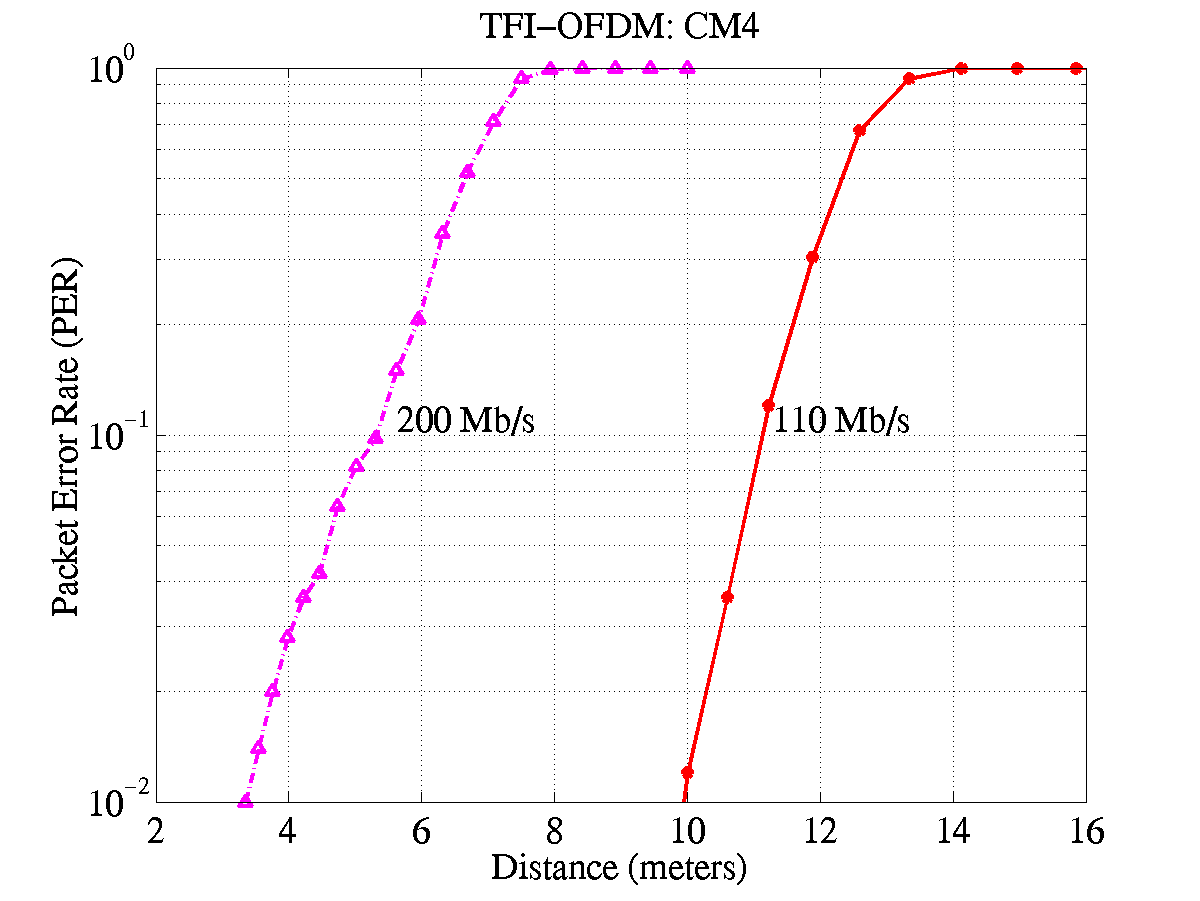 TFI–OFDM: CM4
10^0
10^−1
10^−2
Packet Error Rate (PER)
200 Mb/s
110 Mb/s
2 4 6 8 10 12 14 16
Distance (meters)